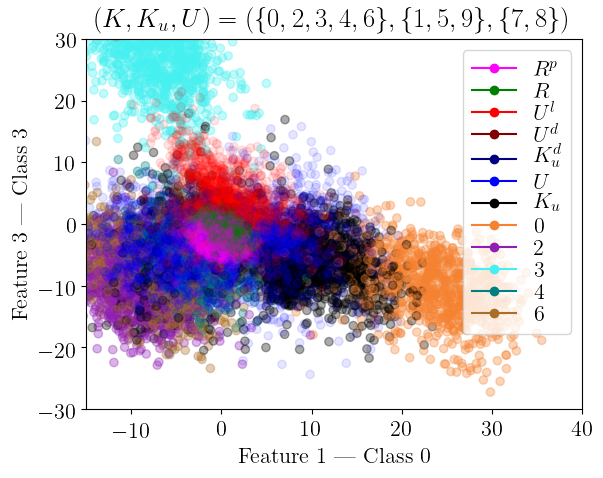 (K, K_u, U) = ({0, 2, 3, 4, 6}, {1, 5, 9}, {7, 8})
30
20
10
0
−10
−20
−30
Feature 3 — Class 3
R^p
R
U^l
U^d
K_u^d
U
K_u
0
2
3
4
6
−10
0
10
20
30
40
Feature 1 — Class 0